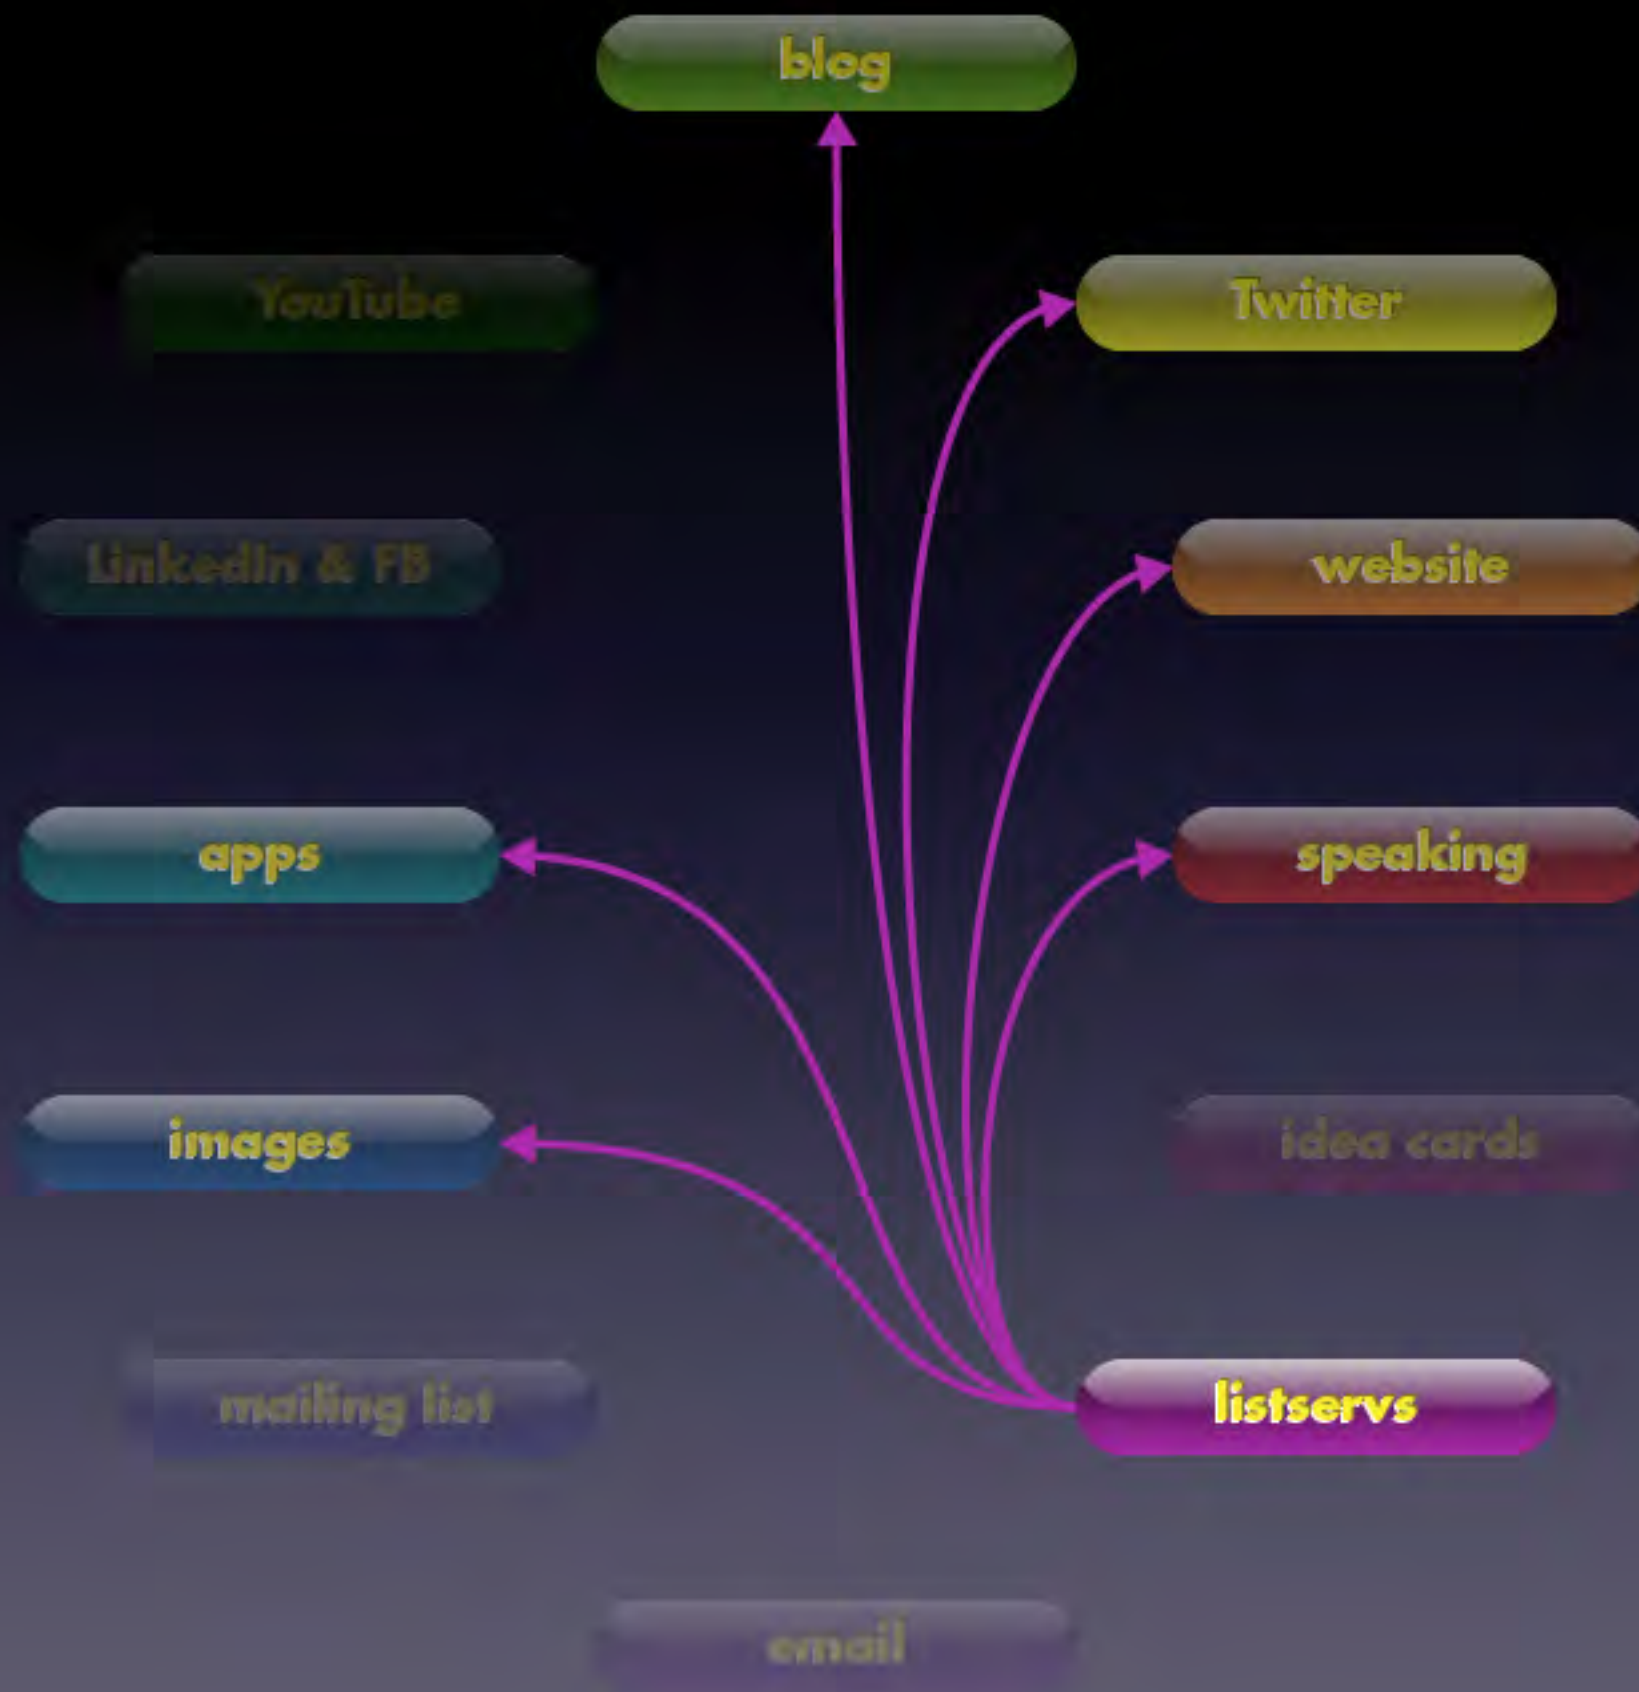 blog
YouTube
Twitter
LinkedIn & FB
website
apps
speaking
images
idea cards
mailing list
listservs
email